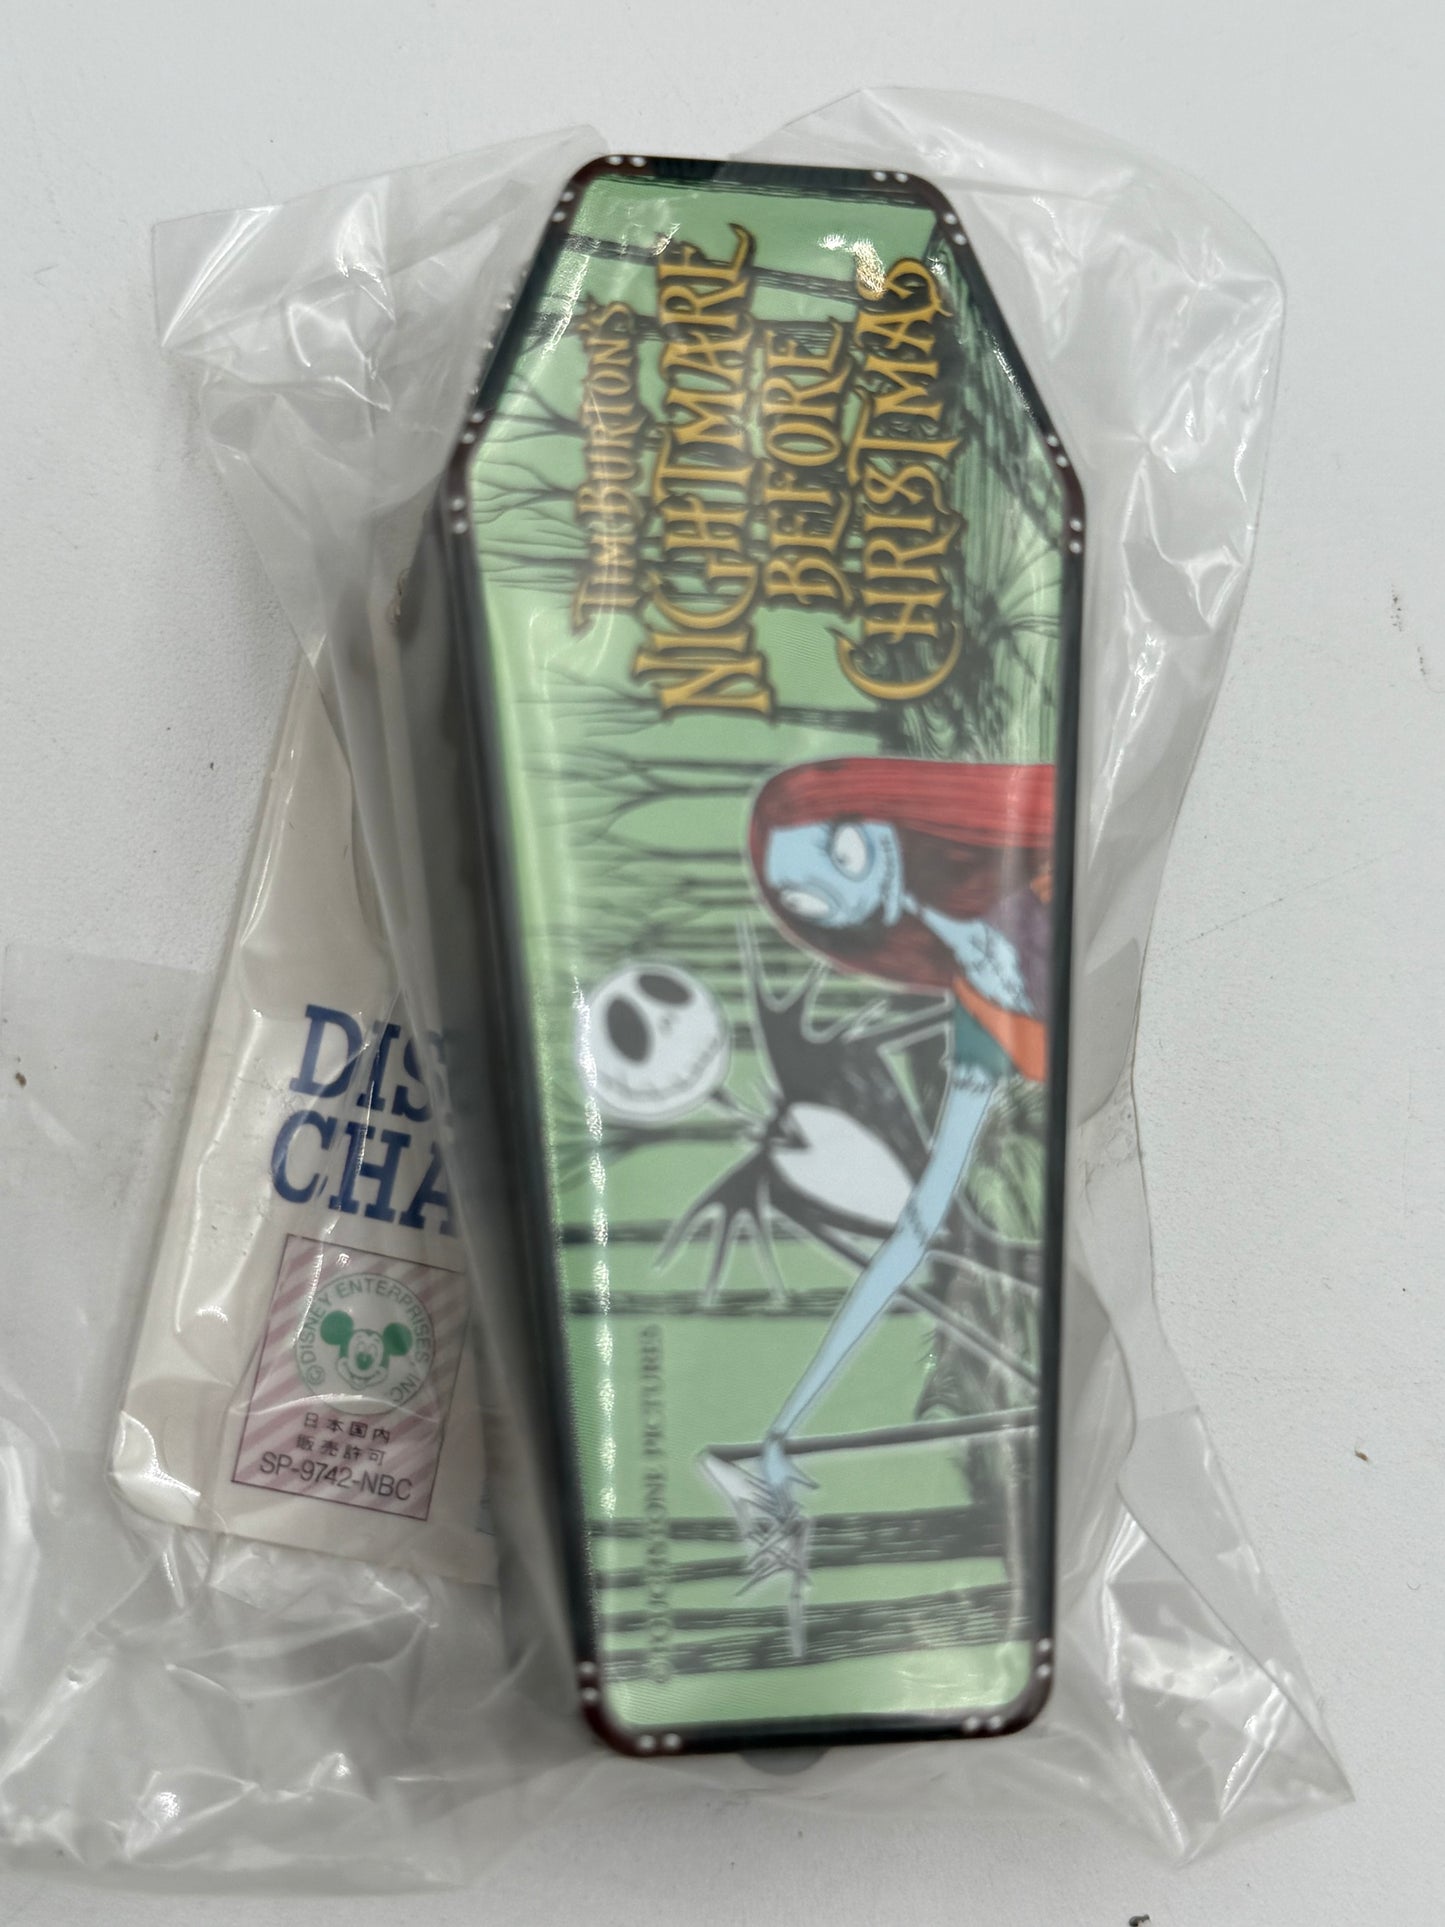 TIM BURTON'S
NIGHTMARE
BEFORE
CHRISTMAS
© TOUCHSTONE PICTURES
DIS
CHA
© DISNEY ENTERPRISES, INC.
日本国内
販売許可
SP-9742-NBC